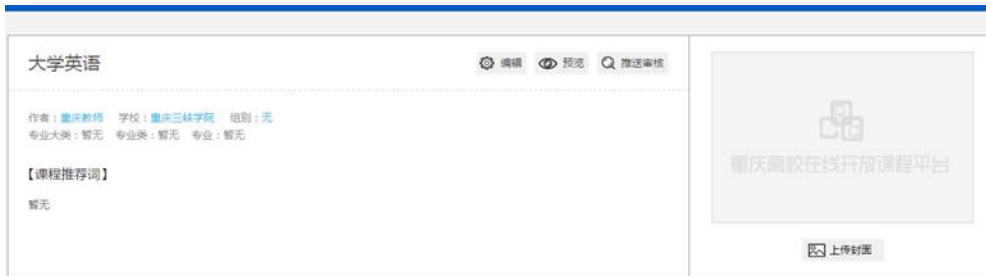 大学英语
编辑 预览 推送审核
作者：重庆教师 学校：重庆三峡学院 组别：无
专业大类：暂无 专业类：暂无 专业：暂无
【课程推荐词】
暂无
重庆高校在线开放课程平台
上传封面